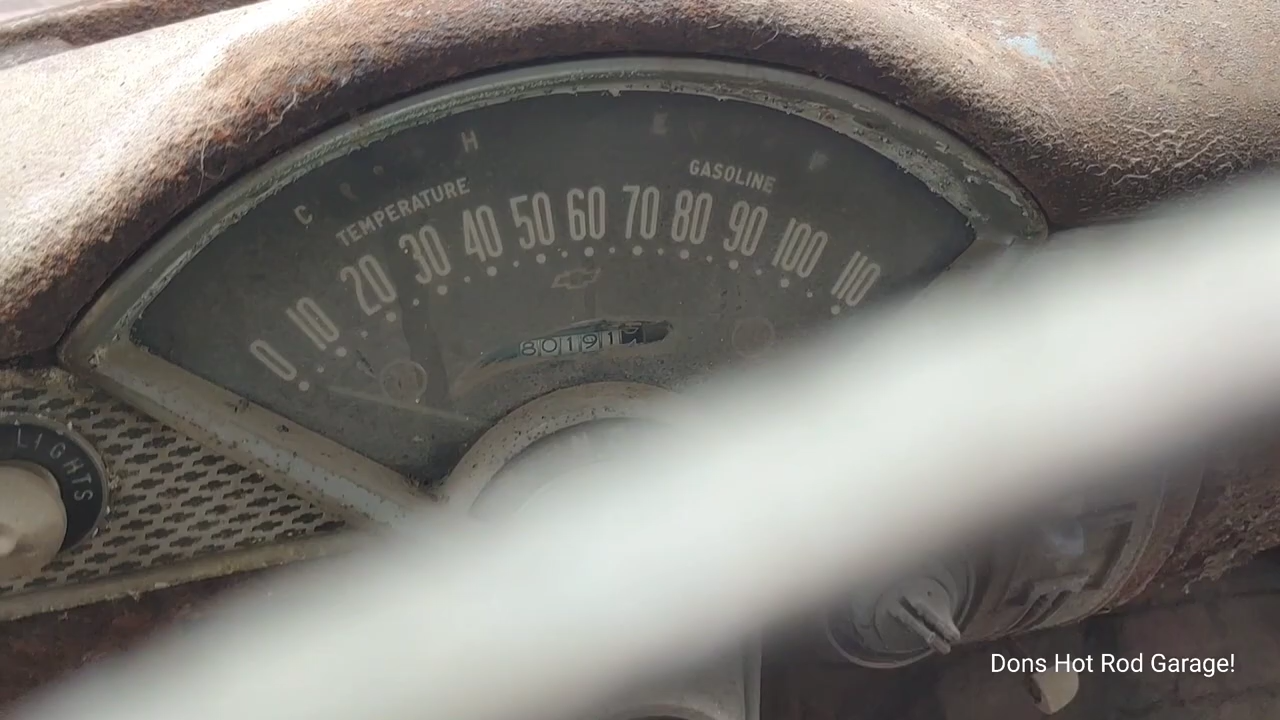 C H E F
TEMPERATURE GASOLINE
0 10 20 30 40 50 60 70 80 90 100 110
80191
LIGHTS
Dons Hot Rod Garage!